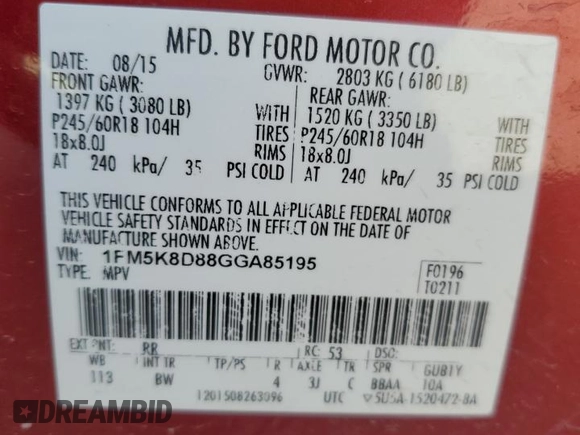 MFD. BY FORD MOTOR CO.
DATE: 08/15 GVWR: 2803 KG ( 6180 LB)
FRONT GAWR: REAR GAWR:
1397 KG ( 3080 LB) WITH 1520 KG ( 3350 LB) WITH
P245/60R18 104H TIRES P245/60R18 104H TIRES
18x8.0J RIMS 18x8.0J RIMS
AT 240 kPa/ 35 PSI COLD AT 240 kPa/ 35 PSI COLD
THIS VEHICLE CONFORMS TO ALL APPLICABLE FEDERAL MOTOR
VEHICLE SAFETY STANDARDS IN EFFECT ON THE DATE OF
MANUFACTURE SHOWN ABOVE.
VIN: 1FM5K8D88GGA85195 F0196
TYPE: MPV T0211
EXT PNT: RR RC: 53 DSO:
WB INT TR TP/PS R AXLE TR SPR GUB1Y
113 BW 4 3J C BBAA 10A
1201508263096 UTC 5U5A-1520472-BA
DREAMBID